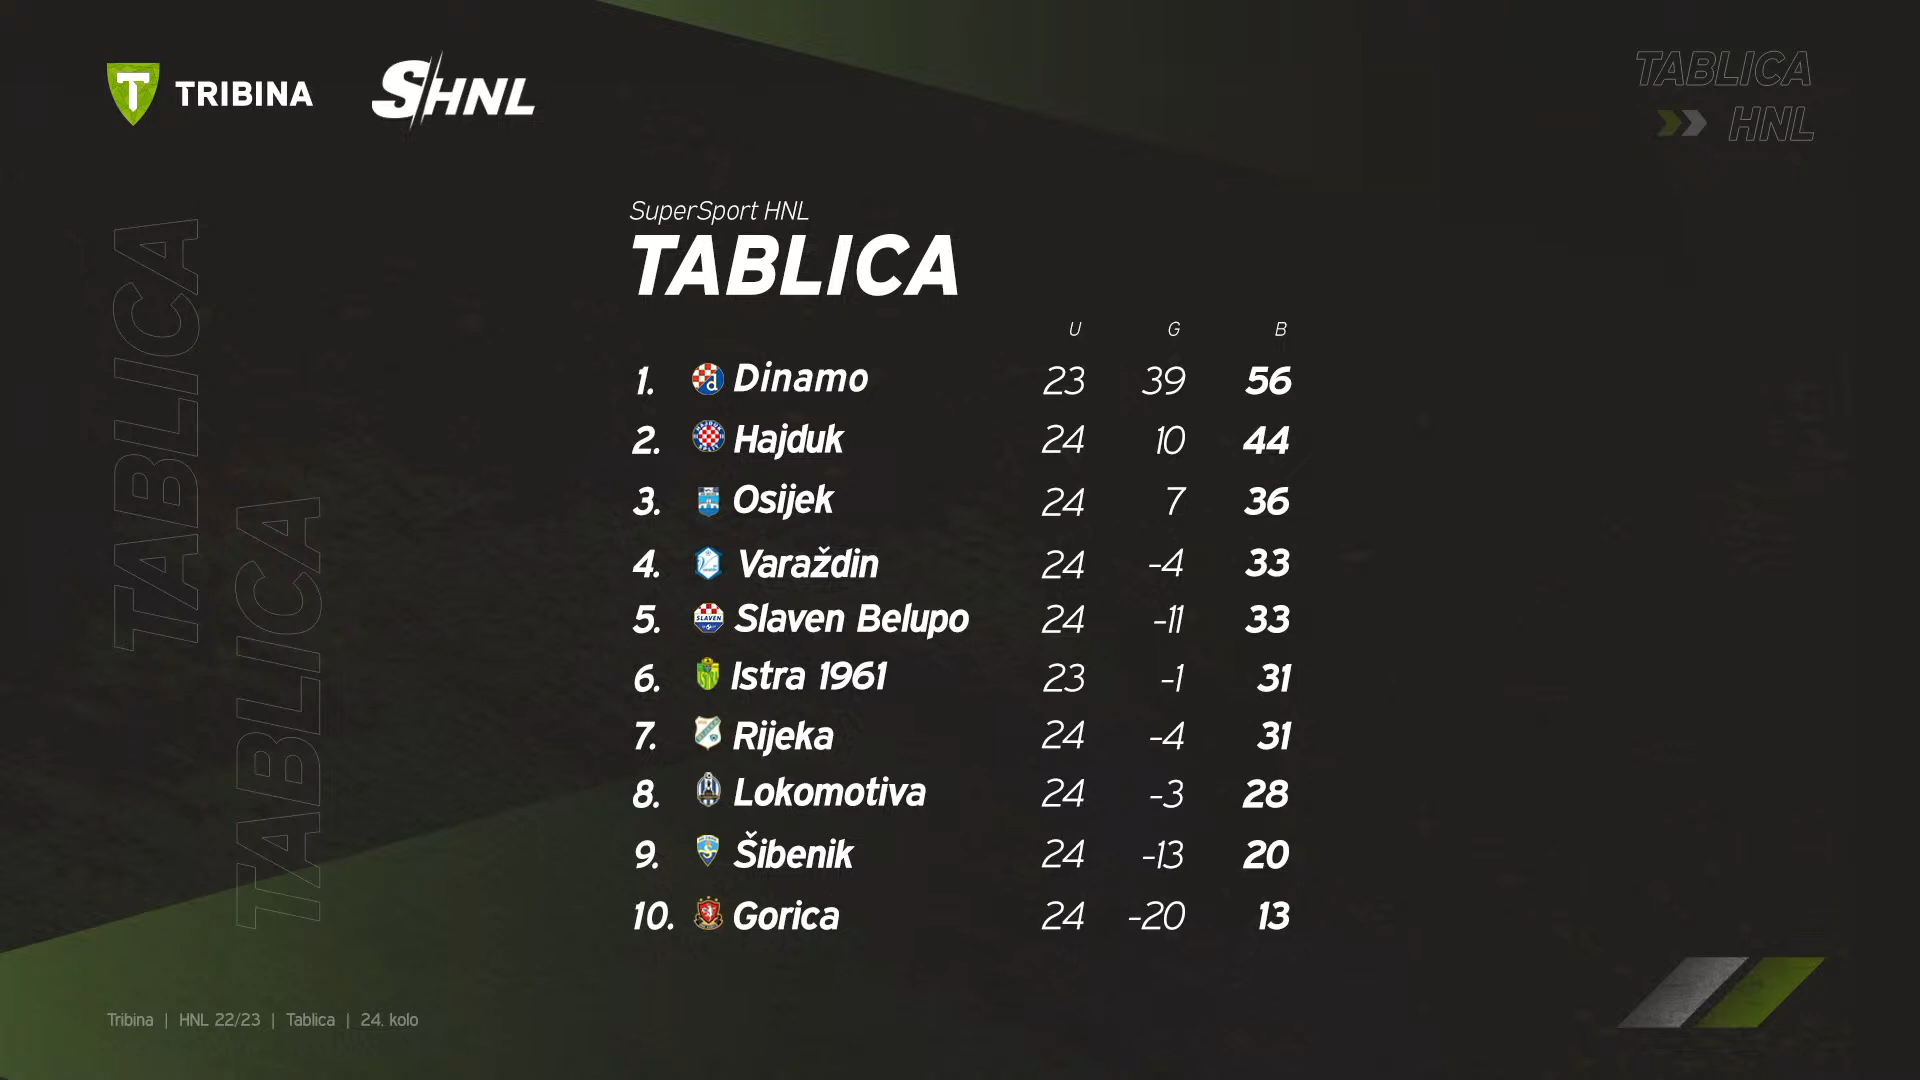 TRIBINA
SHNL
TABLICA
HNL
TABLICA
TABLICA
SuperSport HNL
TABLICA
U G B
1. Dinamo 23 39 56
2. Hajduk 24 10 44
3. Osijek 24 7 36
4. Varaždin 24 -4 33
5. Slaven Belupo 24 -11 33
6. Istra 1961 23 -1 31
7. Rijeka 24 -4 31
8. Lokomotiva 24 -3 28
9. Šibenik 24 -13 20
10. Gorica 24 -20 13
Tribina | HNL 22/23 | Tablica | 24. kolo